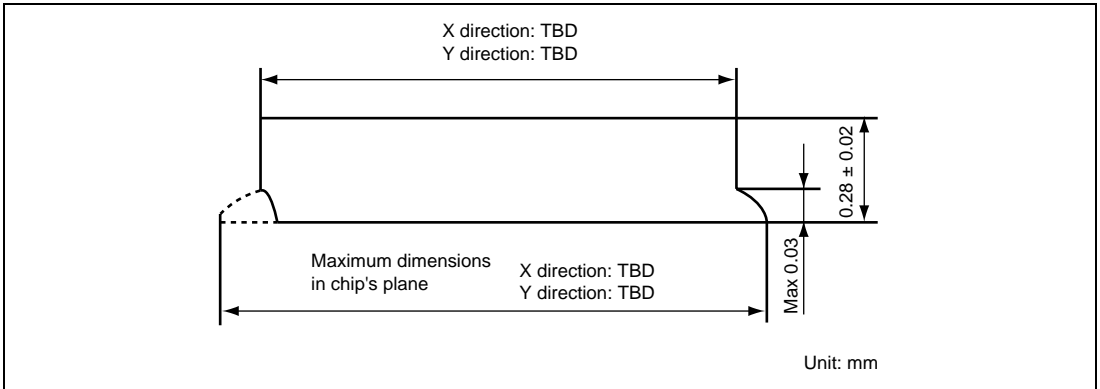 X direction: TBD
Y direction: TBD
0.28 ± 0.02
Max 0.03
Maximum dimensions
in chip's plane
X direction: TBD
Y direction: TBD
Unit: mm